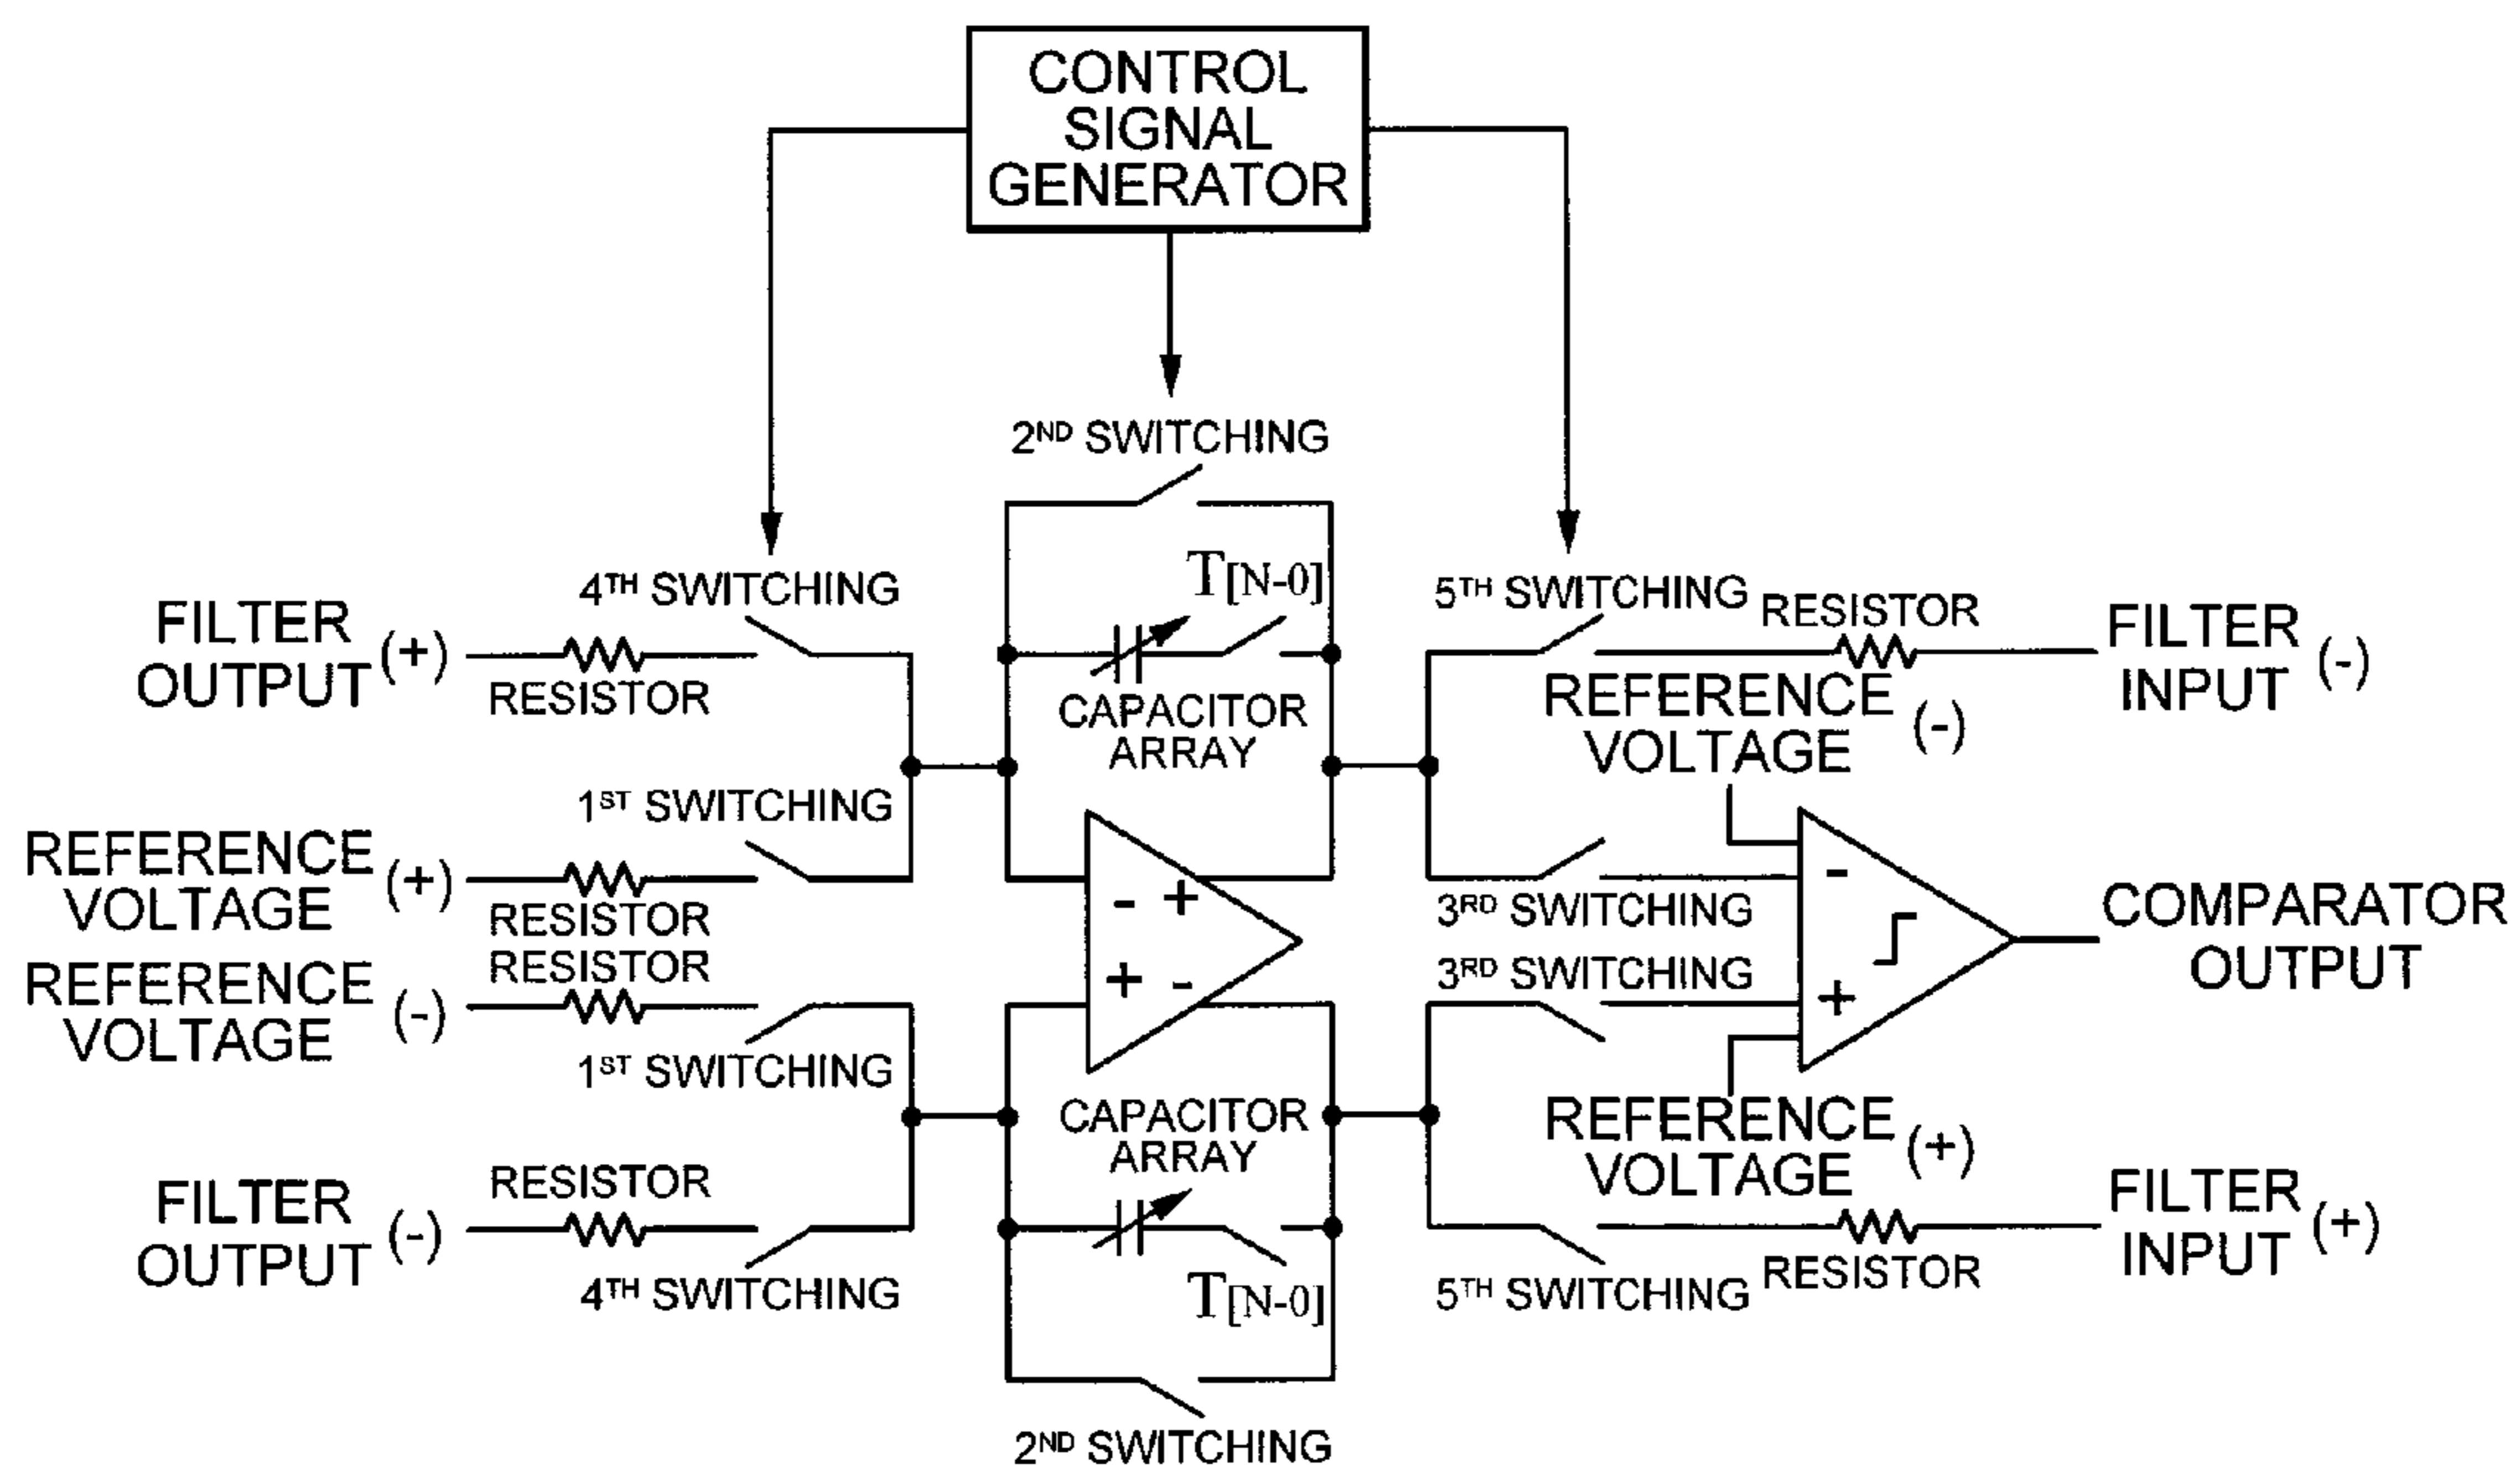 CONTROL
SIGNAL
GENERATOR
2ND SWITCHING
T[N-0]
4TH SWITCHING
5TH SWITCHING
RESISTOR
FILTER
OUTPUT (+)
RESISTOR
FILTER
INPUT (-)
CAPACITOR
ARRAY
REFERENCE
VOLTAGE (-)
1ST SWITCHING
REFERENCE
VOLTAGE (+)
RESISTOR
- +
+ -
3RD SWITCHING
-
+
COMPARATOR
OUTPUT
RESISTOR
REFERENCE
VOLTAGE (-)
3RD SWITCHING
1ST SWITCHING
CAPACITOR
ARRAY
REFERENCE
VOLTAGE (+)
RESISTOR
FILTER
OUTPUT (-)
FILTER
INPUT (+)
4TH SWITCHING
T[N-0]
5TH SWITCHING
RESISTOR
2ND SWITCHING